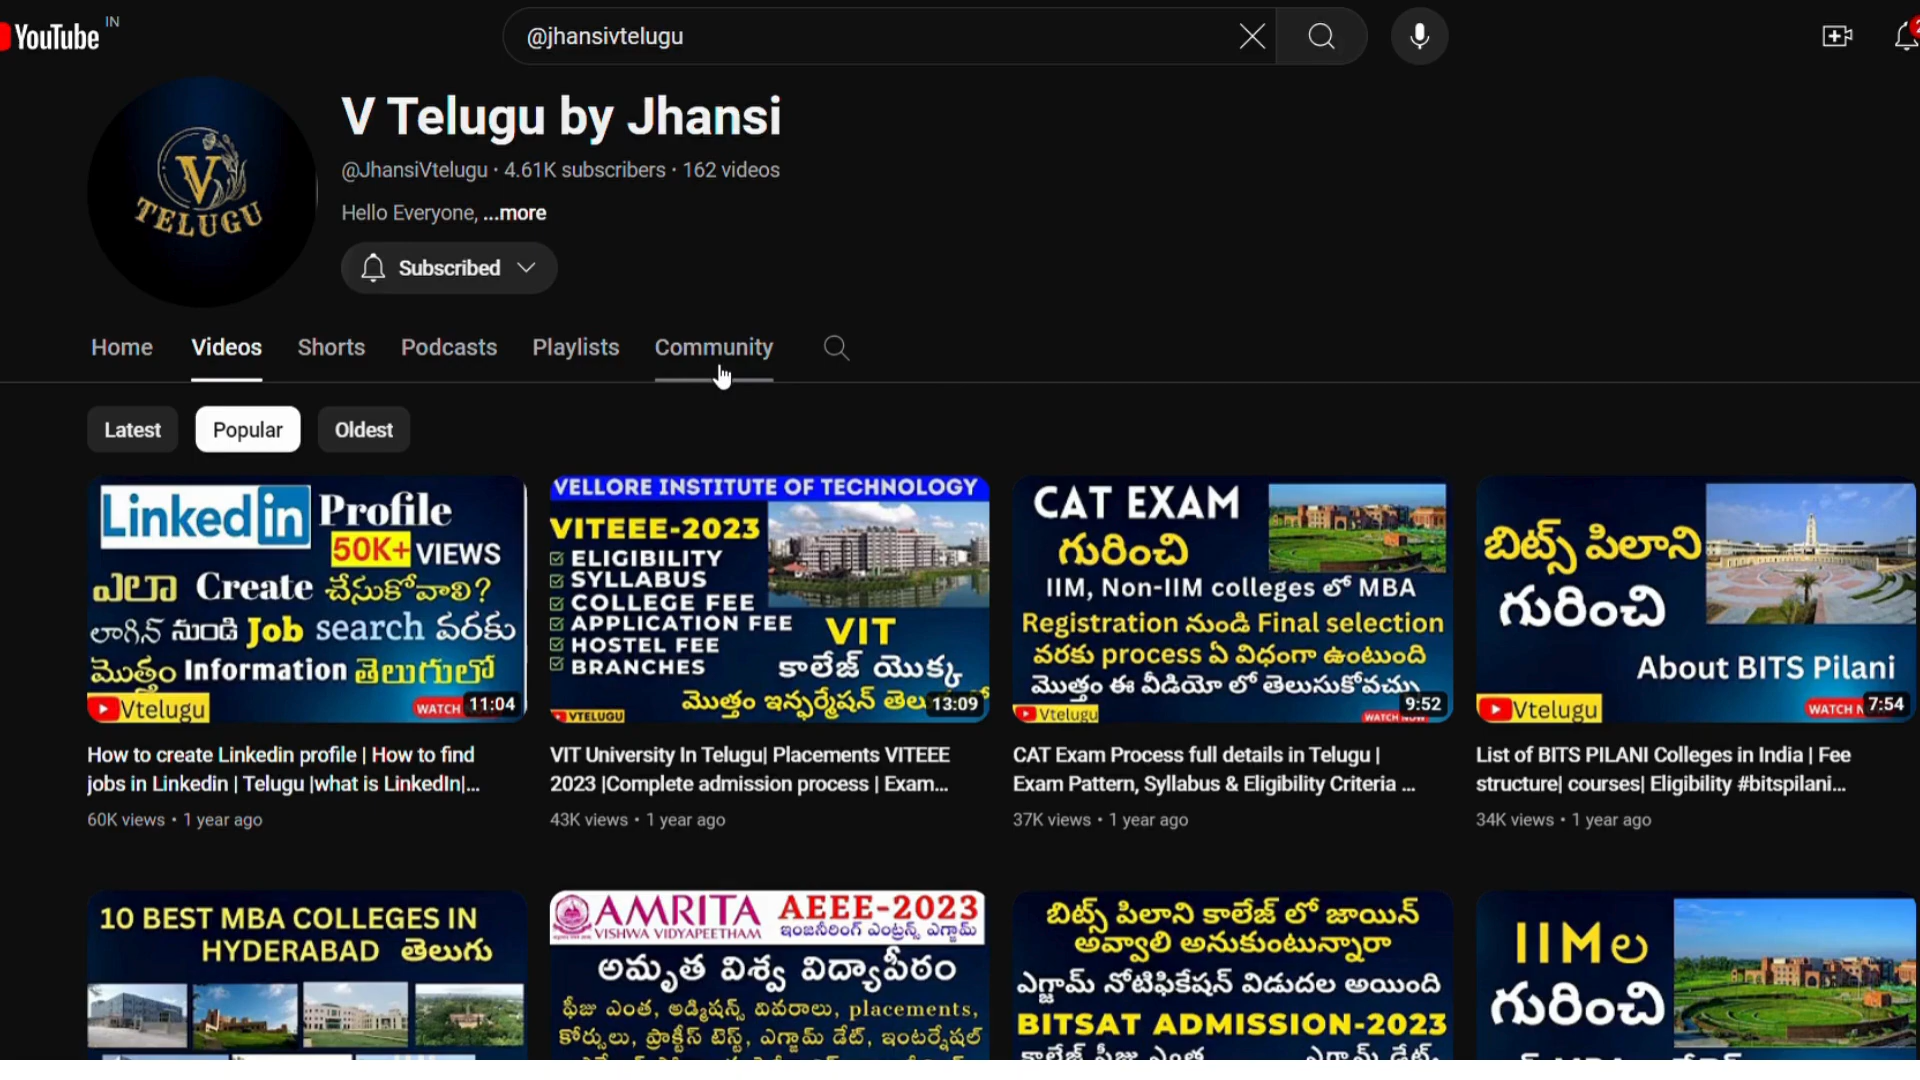 YouTube IN
@jhansivtelugu
V Telugu by Jhansi
@JhansiVtelugu · 4.61K subscribers · 162 videos
Hello Everyone, ...more
Subscribed
V
TELUGU
Home Videos Shorts Podcasts Playlists Community
Latest Popular Oldest
Linked in Profile
50K+ VIEWS
ఎలా Create చేసుకోవాలి?
లాగిన్ నుండి Job search వరకు
మొత్తం Information తెలుగులో
Vtelugu
WATCH
11:04
How to create Linkedin profile | How to find
jobs in Linkedin | Telugu |what is LinkedIn|...
60K views • 1 year ago
VELLORE INSTITUTE OF TECHNOLOGY
VITEEE-2023
ELIGIBILITY
SYLLABUS
COLLEGE FEE
APPLICATION FEE
HOSTEL FEE
BRANCHES
VIT
కాలేజ్ యొక్క
మొత్తం ఇన్ఫర్మేషన్
VTELUGU
13:09
VIT University In Telugu| Placements VITEEE
2023 |Complete admission process | Exam...
43K views • 1 year ago
CAT EXAM
గురించి
IIM, Non-IIM colleges లో MBA
Registration నుండి Final selection
వరకు process ఏ విధంగా ఉంటుంది
మొత్తం ఈ వీడియో లో తెలుసుకోవచ్చు
Vtelugu
WATCH NOW
9:52
CAT Exam Process full details in Telugu |
Exam Pattern, Syllabus & Eligibility Criteria ...
37K views • 1 year ago
బిట్స్ పిలాని
గురించి
About BITS Pilani
Vtelugu
WATCH
7:54
List of BITS PILANI Colleges in India | Fee
structure| courses| Eligibility #bitspilani...
34K views • 1 year ago
10 BEST MBA COLLEGES IN
HYDERABAD తెలుగు
AMRITA AEEE-2023
VISHWA VIDYAPEETHAM ఇంజనీరింగ్ ఎంట్రన్స్ ఎగ్జామ్
అమృత విశ్వ విద్యాపీఠం
ఫీజు ఎంత, అడ్మిషన్స్ వివరాలు, placements,
కోర్సులు, ప్రాక్టీస్ టెస్ట్, ఎగ్జామ్ డేట్, ఇంటర్నేషల్
బిట్స్ పిలాని కాలేజ్ లో జాయిన్
అవ్వాలి అనుకుంటున్నారా
ఎగ్జామ్ నోటిఫికేషన్ విడుదల అయింది
BITSAT ADMISSION-2023
కాలేజ్ ఫీజు ఎంత ఎగ్జామ్ డేట్,
IIMల
గురించి